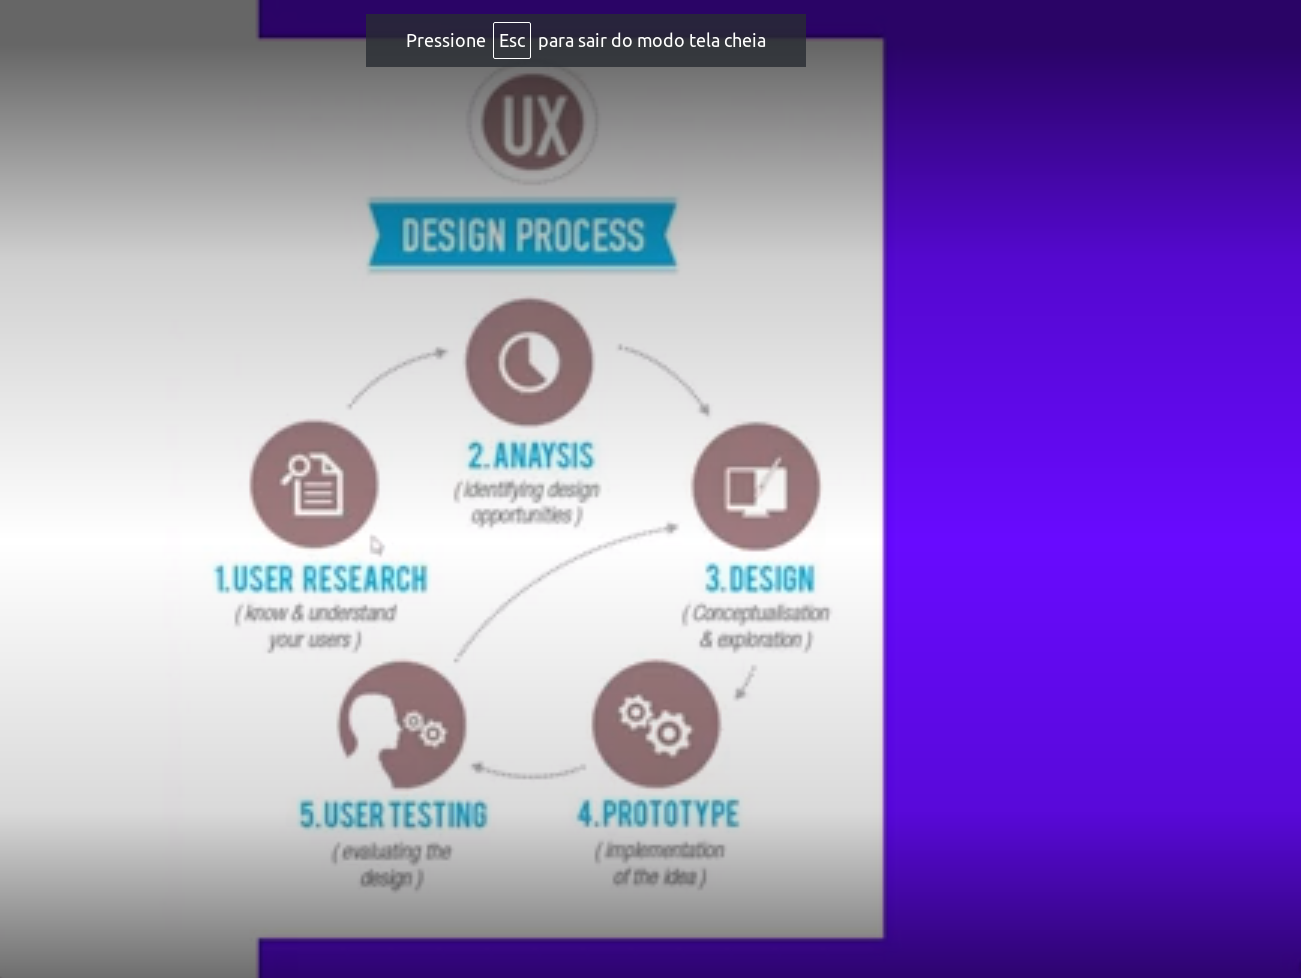 Pressione Esc para sair do modo tela cheia
UX
DESIGN PROCESS
2. ANAYSIS
( Identifying design
opportunities )
1. USER RESEARCH
( know & understand
your users )
3. DESIGN
( Conceptualisation
& exploration )
5. USER TESTING
( evaluating the
design )
4. PROTOTYPE
( implementation
of the idea )